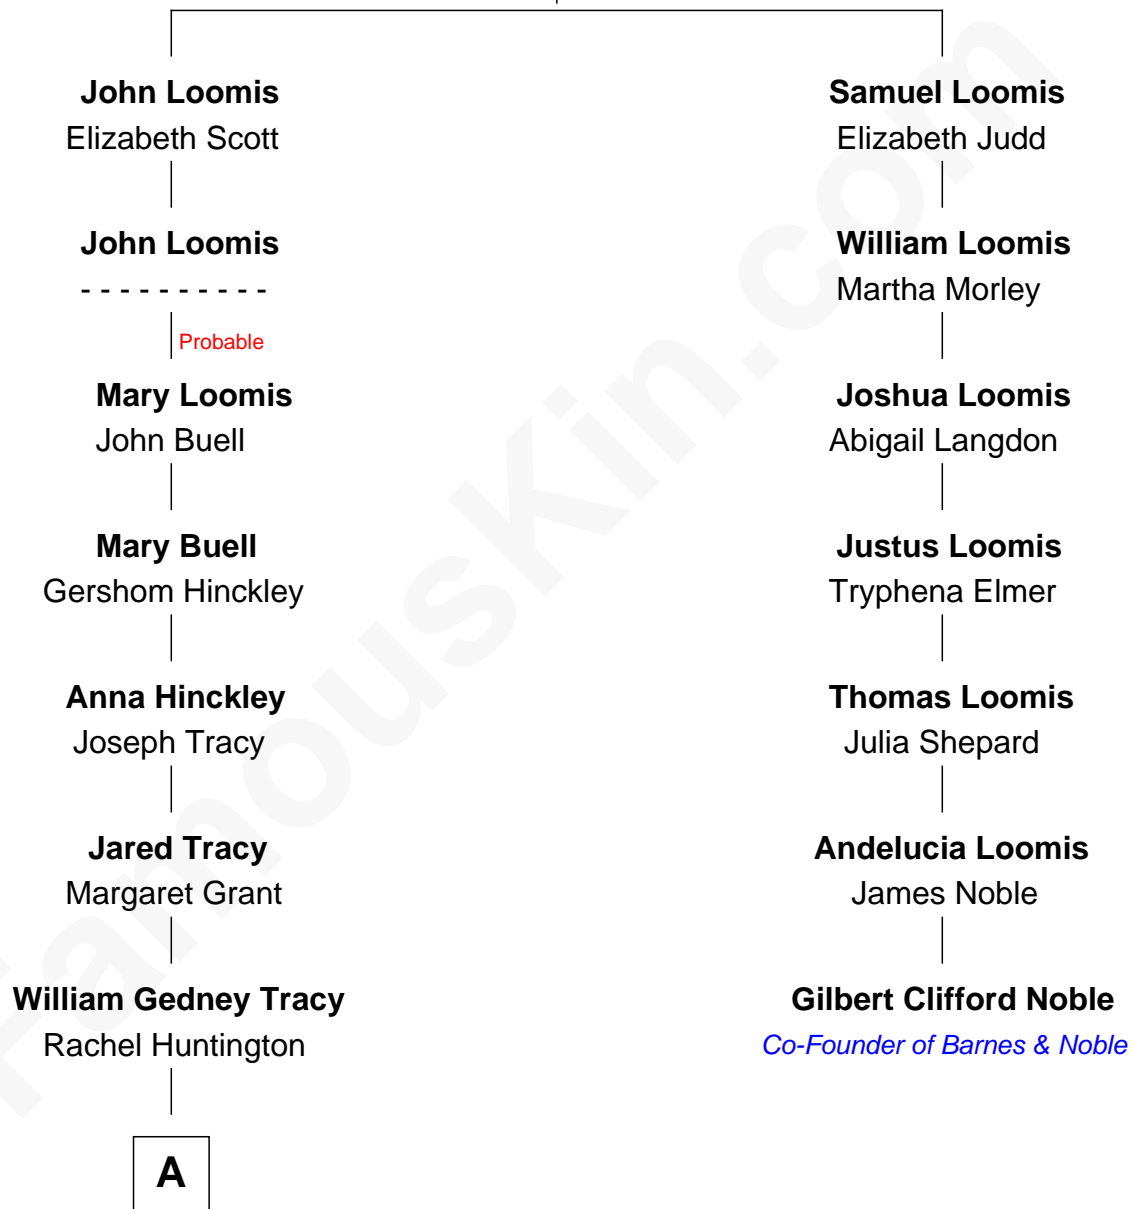 John Loomis
Elizabeth Scott
John Loomis
- - - - - - - - - -
Probable
Mary Loomis
John Buell
Mary Buell
Gershom Hinckley
Anna Hinckley
Joseph Tracy
Jared Tracy
Margaret Grant
William Gedney Tracy
Rachel Huntington
A
Samuel Loomis
Elizabeth Judd
William Loomis
Martha Morley
Joshua Loomis
Abigail Langdon
Justus Loomis
Tryphena Elmer
Thomas Loomis
Julia Shepard
Andelucia Loomis
James Noble
Gilbert Clifford Noble
Co-Founder of Barnes & Noble
FamousKin.com